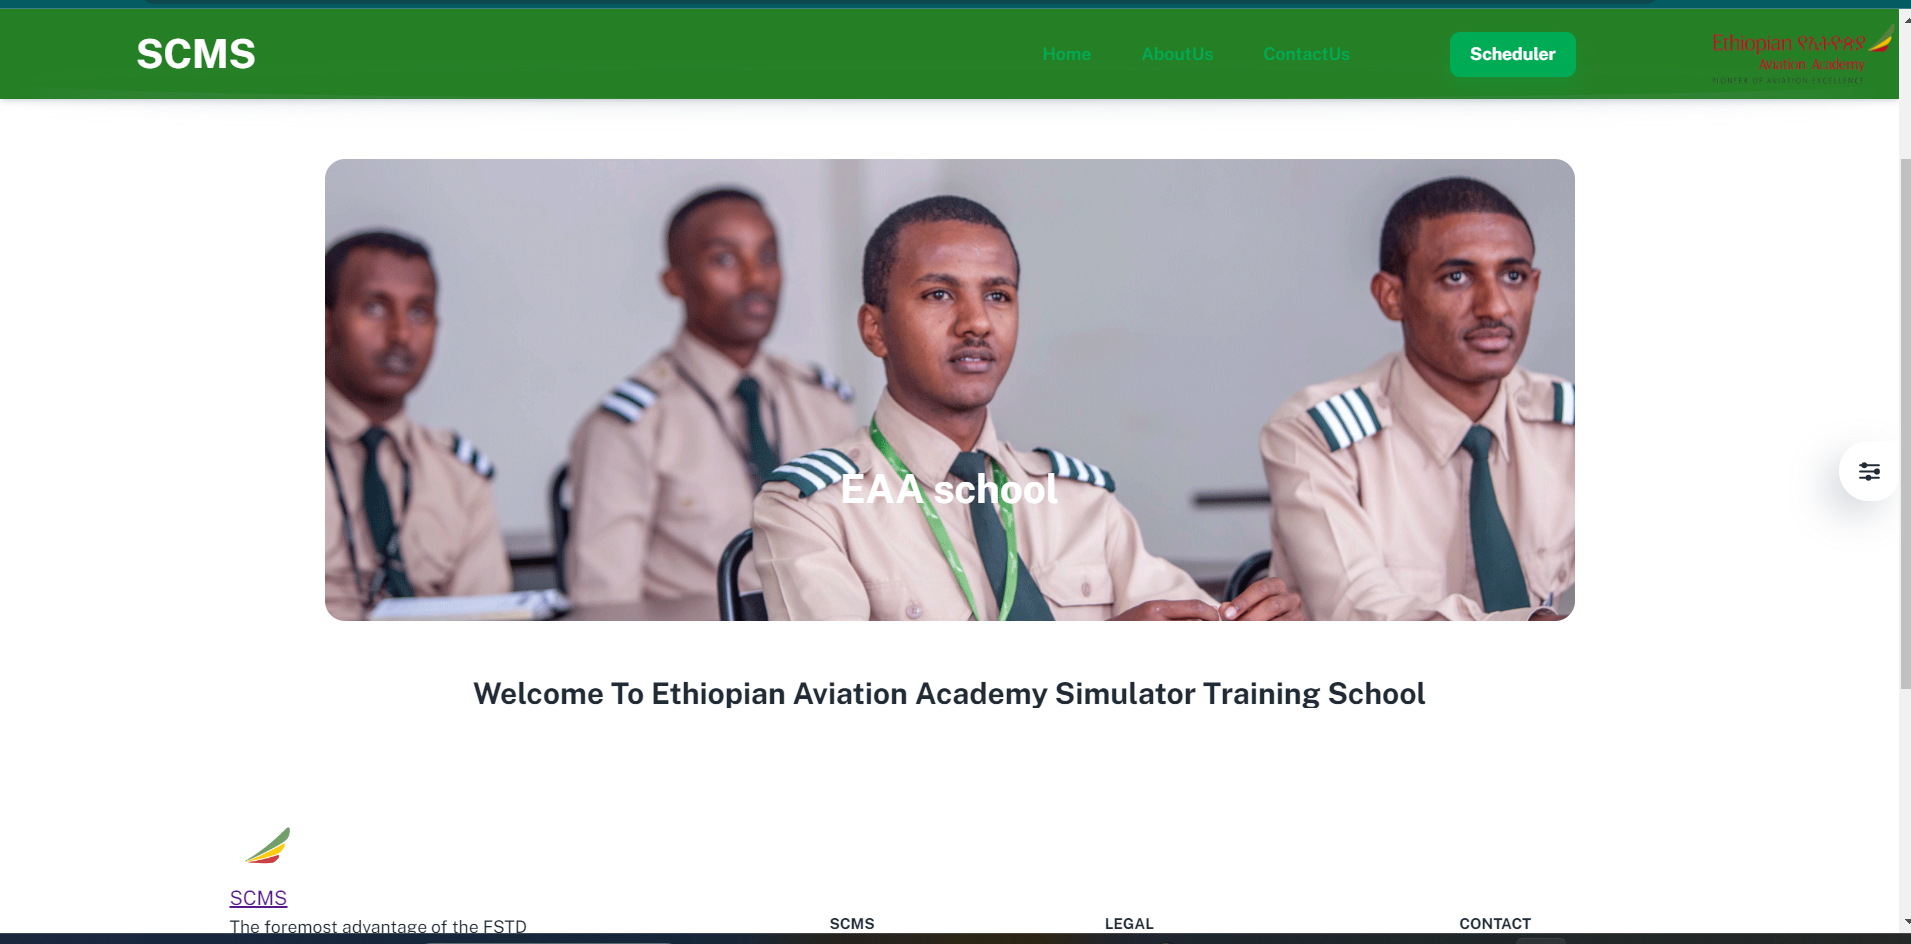 SCMS
Home
AboutUs
ContactUs
Scheduler
Ethiopian የኢትዮጵያ
Aviation Academy
PIONEER OF AVIATION EXCELLENCE
EAA school
Welcome To Ethiopian Aviation Academy Simulator Training School
SCMS
The foremost advantage of the FSTD
SCMS
LEGAL
CONTACT